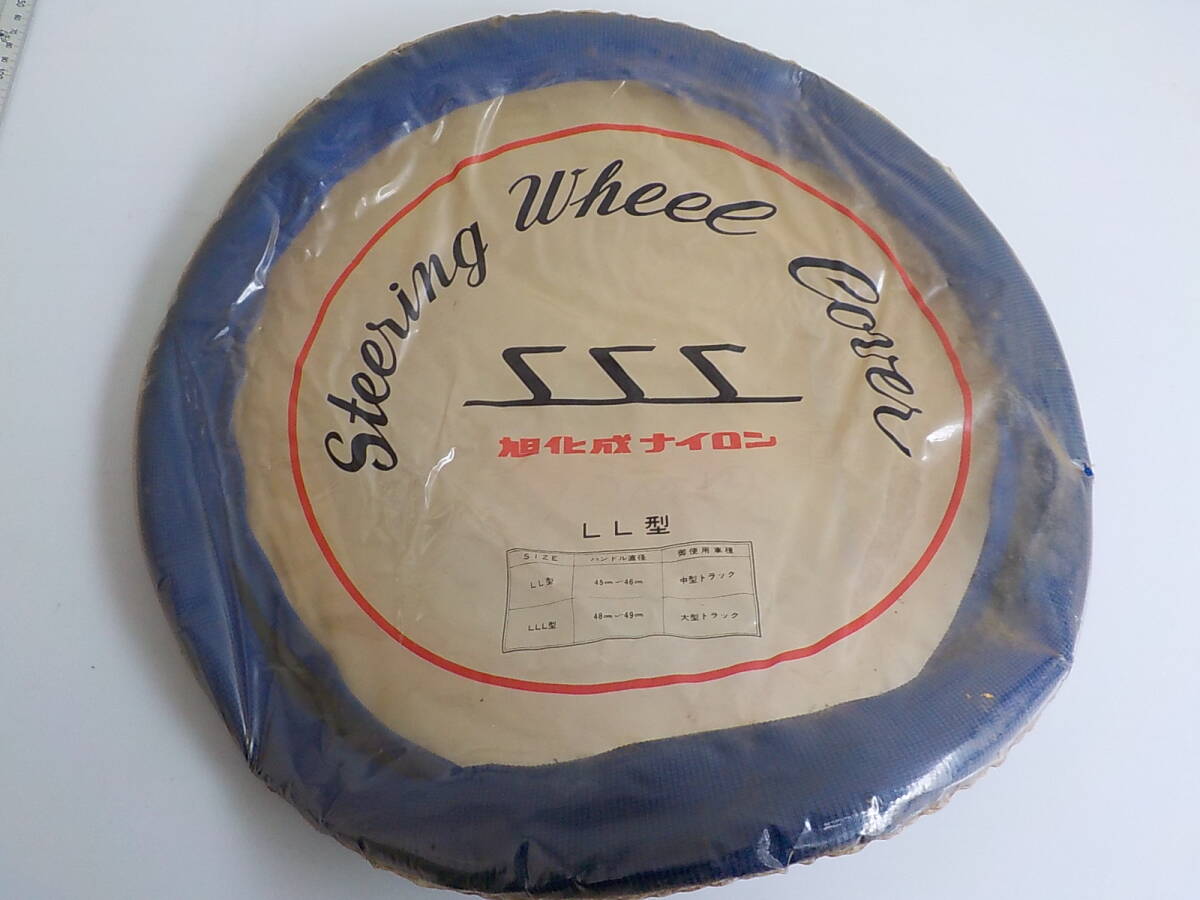 Steering Wheel Cover
SSS
旭化成ナイロン
LL型
SIZE ハンドル直径 御使用車種
LL型 45cm〜46cm 中型トラック
LLL型 48cm〜49cm 大型トラック